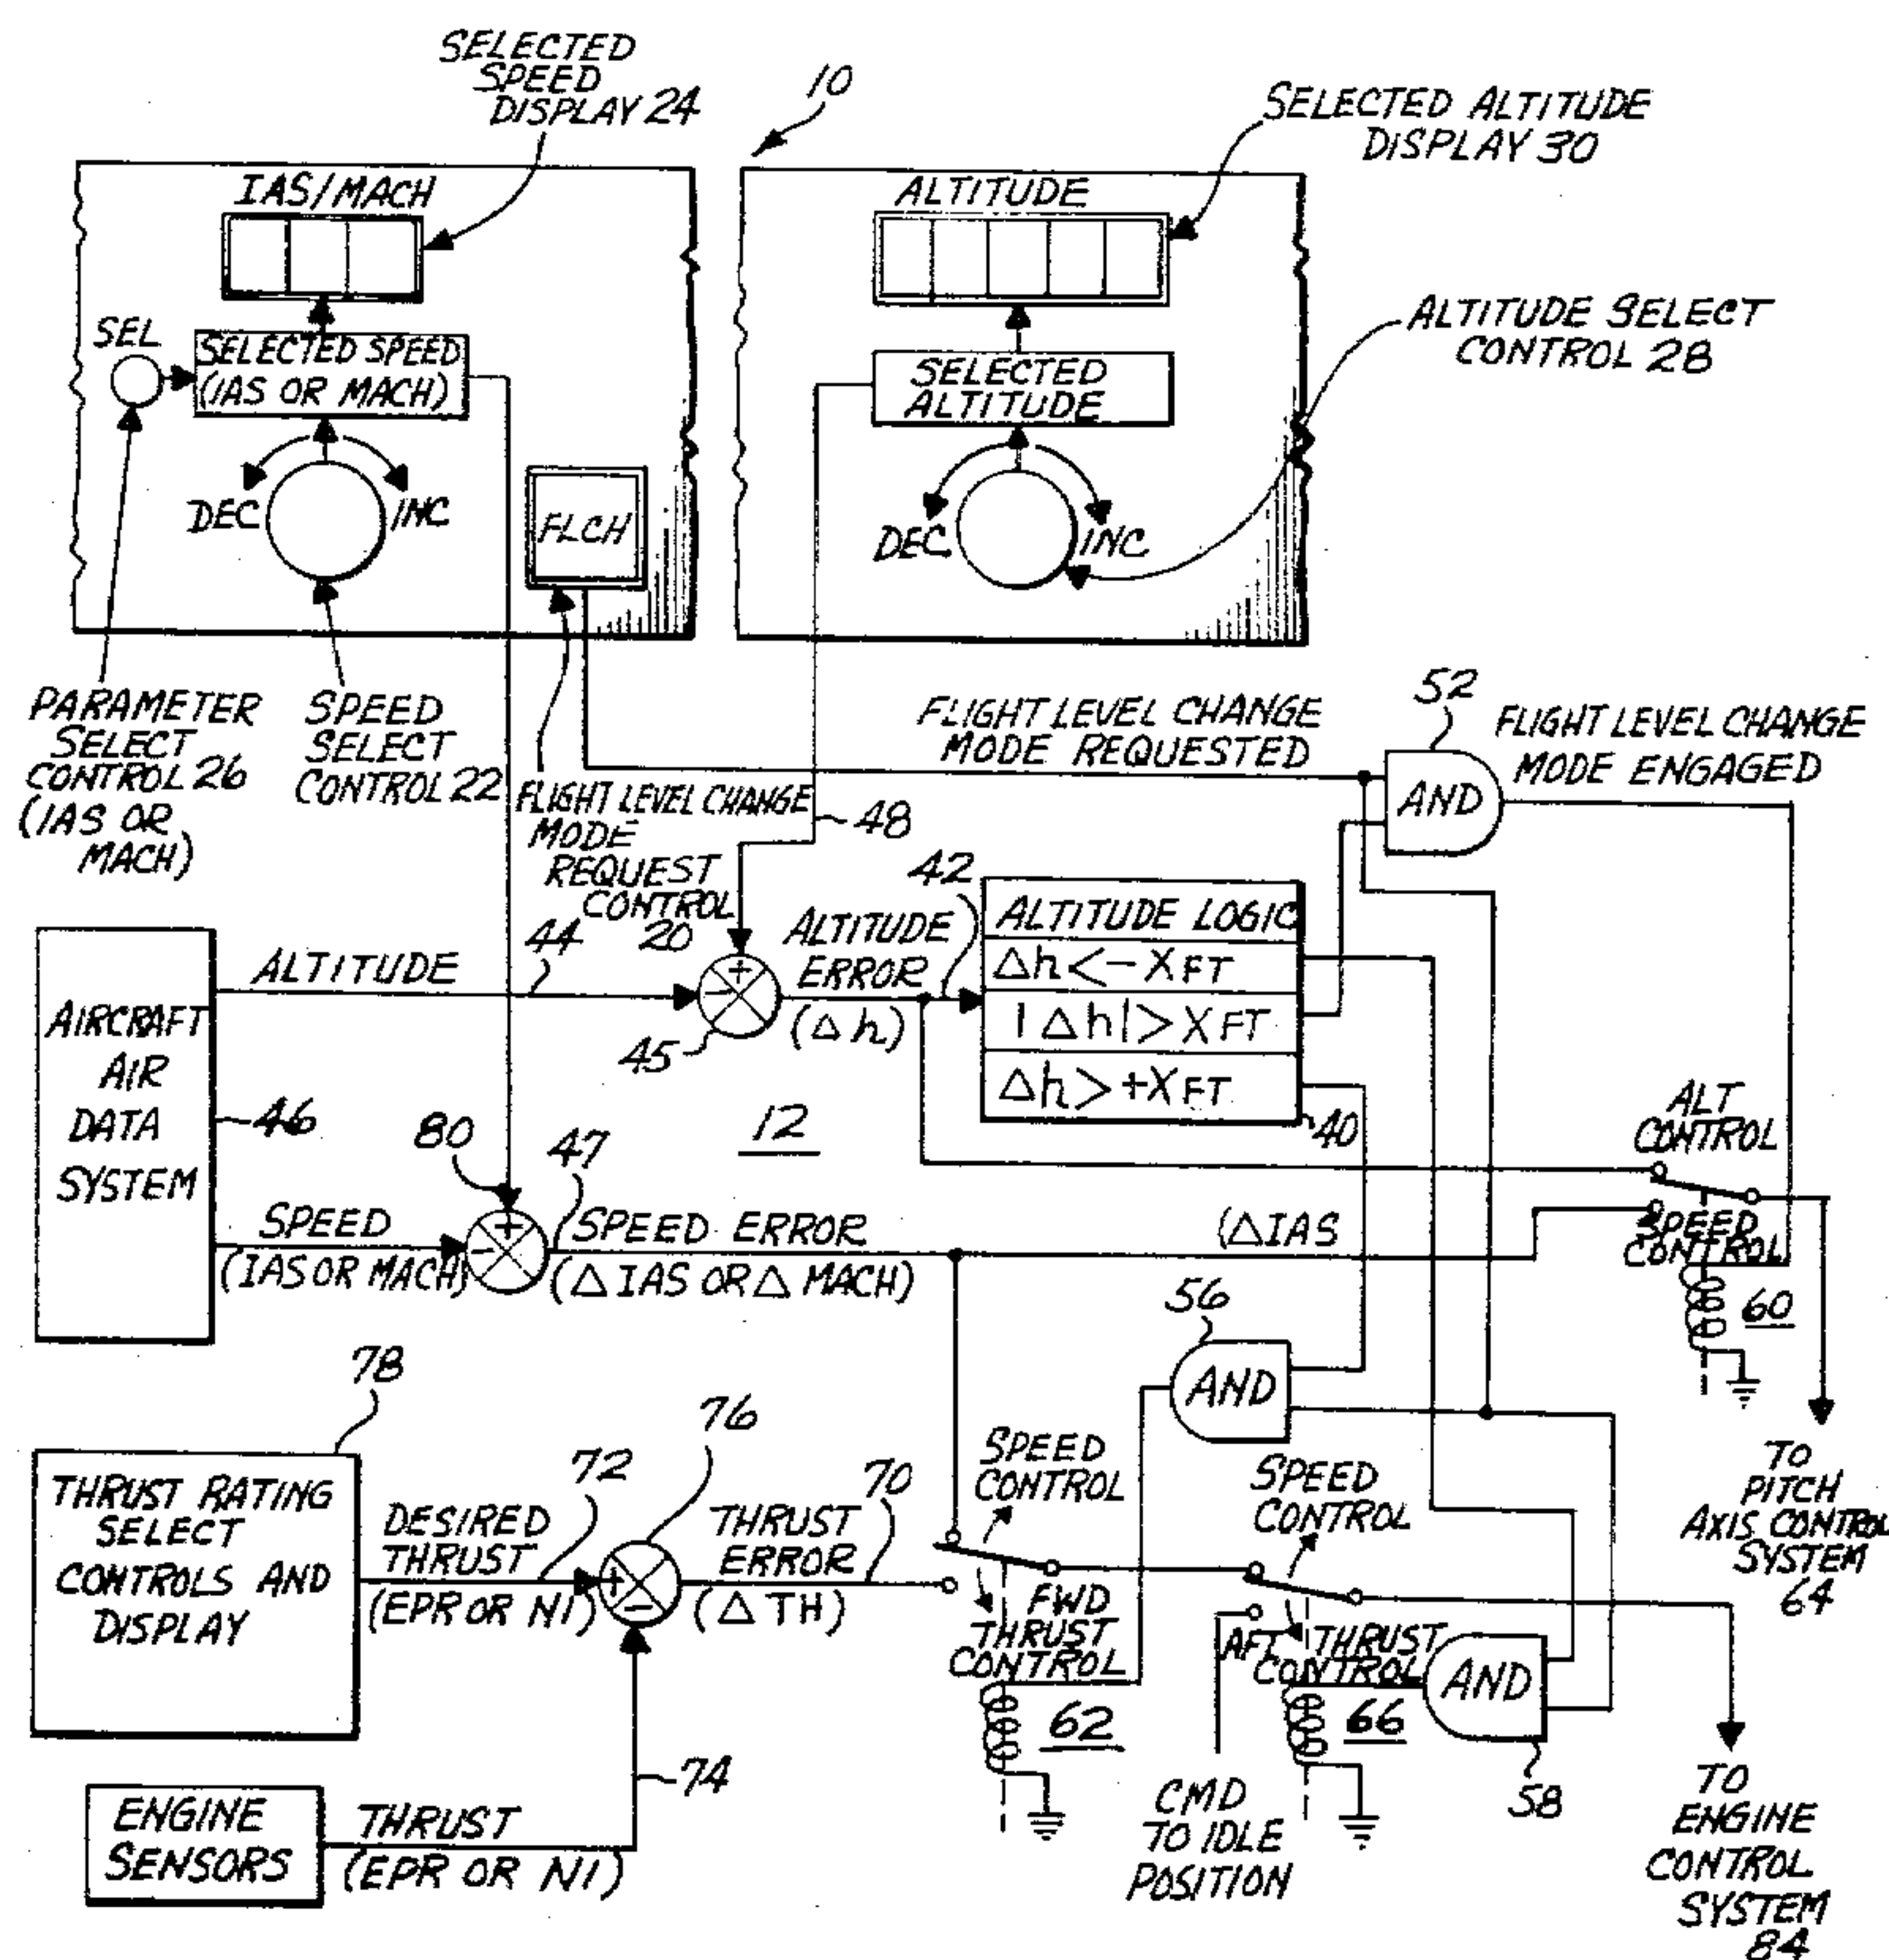 SELECTED
SPEED
DISPLAY 24
10
SELECTED ALTITUDE
DISPLAY 30
IAS/MACH
ALTITUDE
SEL
SELECTED SPEED
(IAS OR MACH)
DEC
INC
FLCH
SELECTED
ALTITUDE
DEC
INC
ALTITUDE SELECT
CONTROL 28
PARAMETER
SELECT
CONTROL 26
(IAS OR
MACH)
SPEED
SELECT
CONTROL 22
FLIGHT LEVEL CHANGE
MODE
REQUEST
CONTROL
20
48
FLIGHT LEVEL CHANGE
MODE REQUESTED
52
AND
FLIGHT LEVEL CHANGE
MODE ENGAGED
AIRCRAFT
AIR
DATA
SYSTEM
46
ALTITUDE
44
+
-
45
ALTITUDE
ERROR
(Δh)
42
ALTITUDE LOGIC
Δh<-XFT
|Δh|>XFT
Δh>+XFT
40
12
80
47
SPEED
(IAS OR MACH)
+
-
SPEED ERROR
(Δ IAS OR Δ MACH)
(ΔIAS
ALT
CONTROL
SPEED
CONTROL
60
56
AND
TO
PITCH
AXIS CONTROL
SYSTEM
64
78
THRUST RATING
SELECT
CONTROLS AND
DISPLAY
DESIRED
THRUST
(EPR OR N1)
72
76
+
-
THRUST
ERROR
(Δ TH)
70
SPEED
CONTROL
FWD
THRUST
CONTROL
62
SPEED
CONTROL
AFT
THRUST
CONTROL
66
AND
58
74
ENGINE
SENSORS
THRUST
(EPR OR N1)
CMD
TO IDLE
POSITION
TO
ENGINE
CONTROL
SYSTEM
84